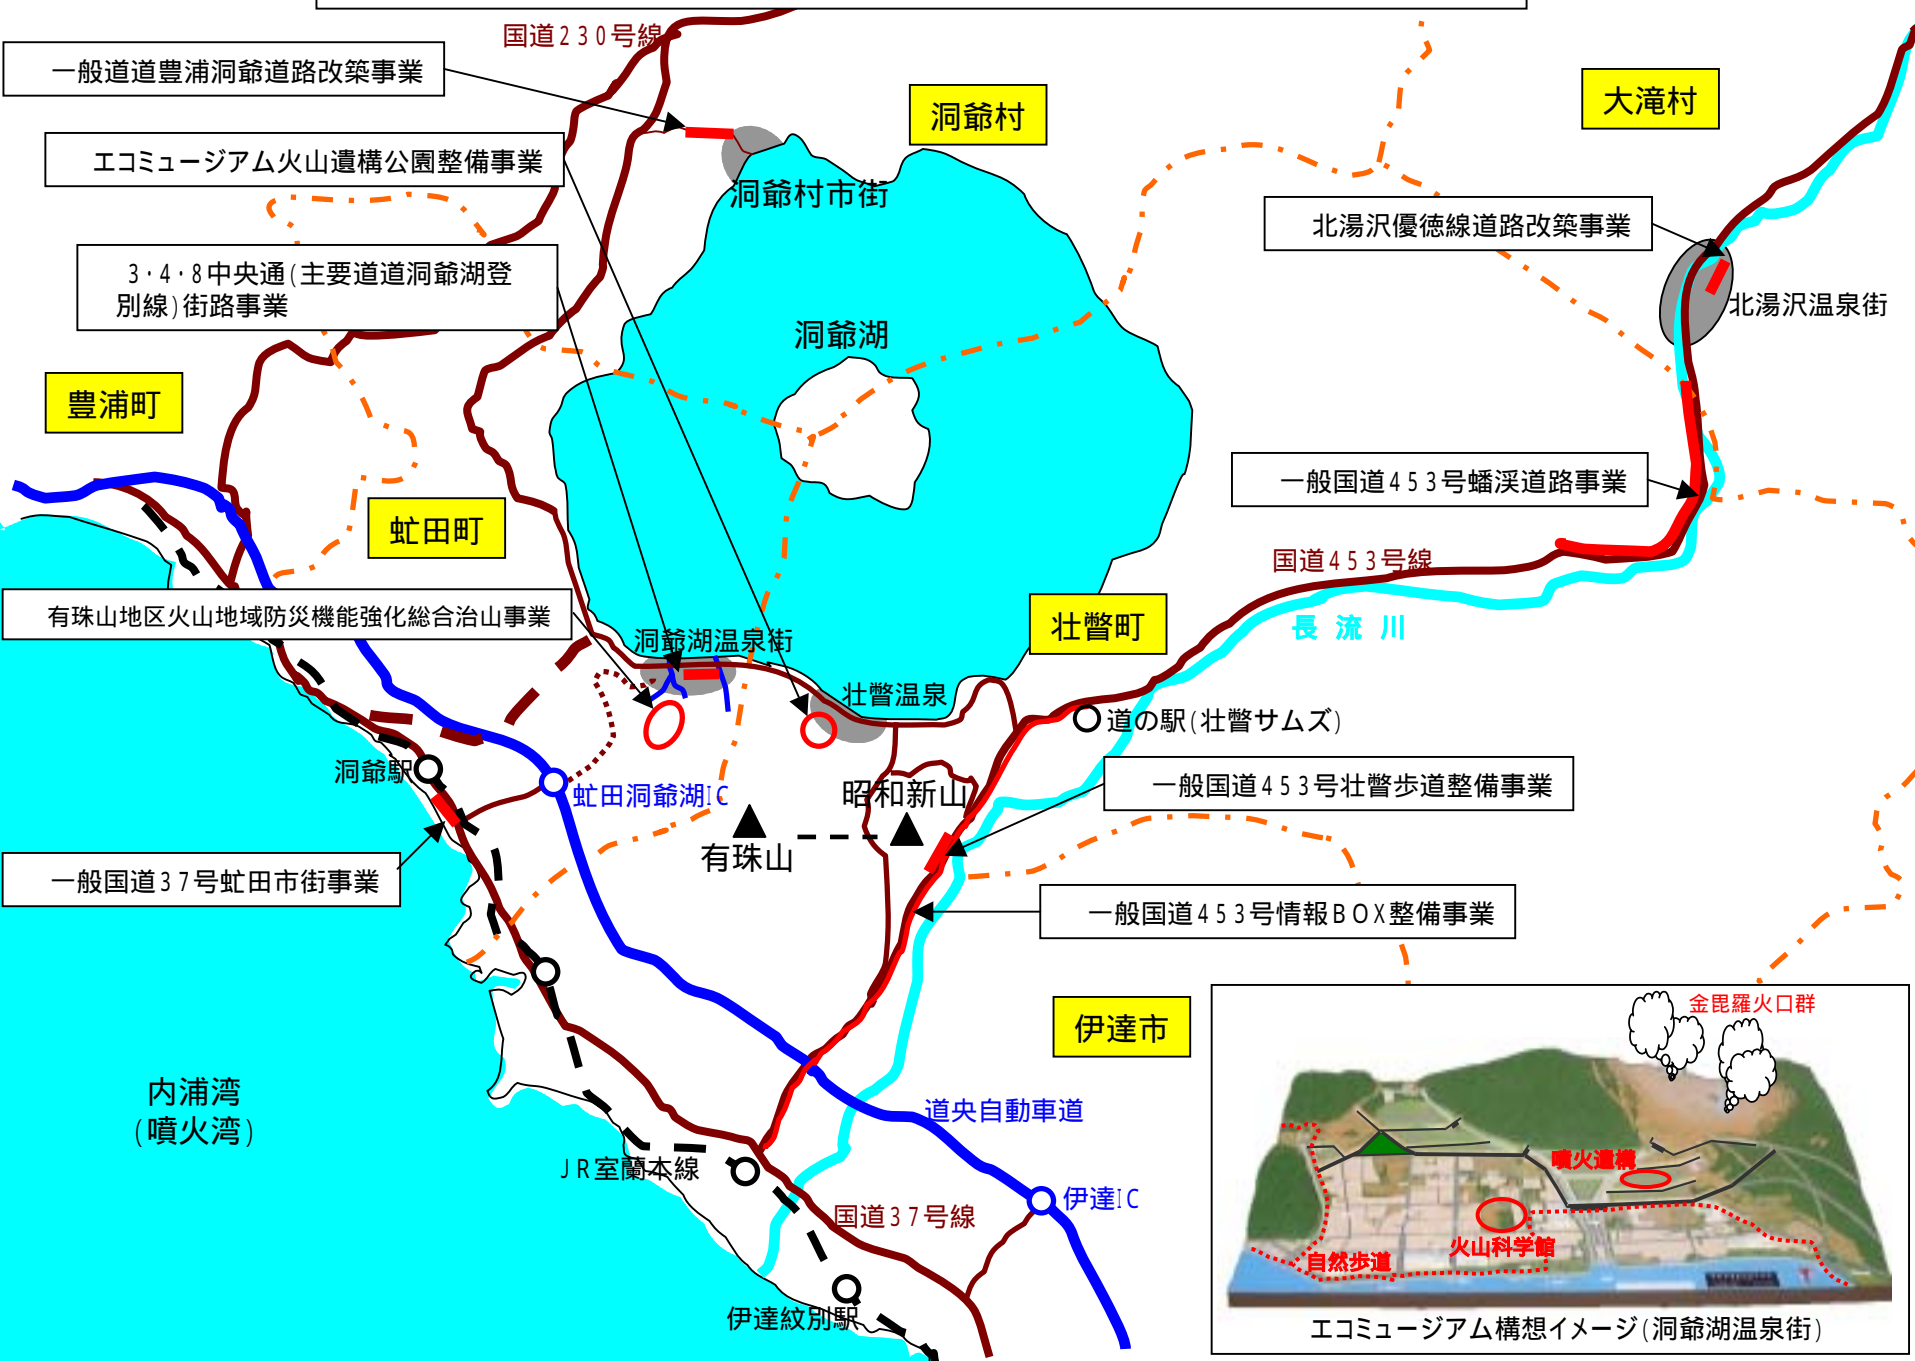 国道230号線
一般道道豊浦洞爺道路改築事業
大滝村
洞爺村
エコミュージアム火山遺構公園整備事業
洞爺村市街
北湯沢優徳線道路改築事業
3・4・8中央通(主要道道洞爺湖登
別線)街路事業
北湯沢温泉街
洞爺湖
豊浦町
一般国道453号蟠渓道路事業
虻田町
国道453号線
有珠山地区火山地域防災機能強化総合治山事業
壮瞥町
長流川
洞爺湖温泉街
壮瞥温泉
道の駅(壮瞥サムズ)
洞爺駅
虻田洞爺湖IC
昭和新山
一般国道453号壮瞥歩道整備事業
有珠山
一般国道37号虻田市街事業
一般国道453号情報BOX整備事業
伊達市
金毘羅火口群
内浦湾
(噴火湾)
道央自動車道
JR室蘭本線
噴火遺構
伊達IC
国道37号線
火山科学館
自然歩道
伊達紋別駅
エコミュージアム構想イメージ(洞爺湖温泉街)